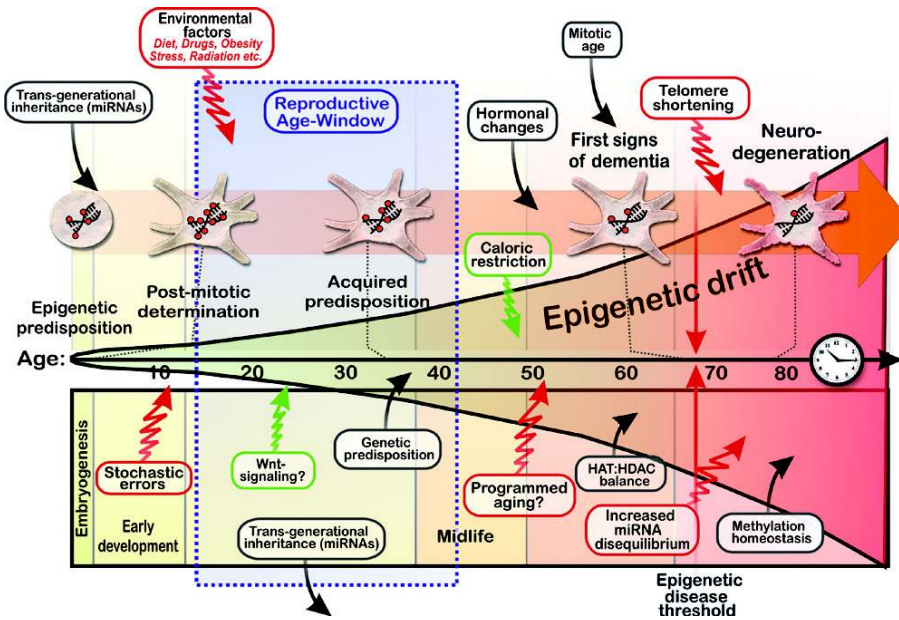 Environmental
factors
Diet, Drugs, Obesity
Stress, Radiation etc.
Mitotic
age
Trans-generational
inheritance (miRNAs)
Reproductive
Age-Window
Hormonal
changes
Telomere
shortening
First signs
of dementia
Neuro-
degeneration
Caloric
restriction
Epigenetic
predisposition
Post-mitotic
determination
Acquired
predisposition
Epigenetic drift
Age: 10 20 30 40 50 60 70 80
Embryogenesis
Stochastic
errors
Wnt-
signaling?
Genetic
predisposition
Programmed
aging?
HAT:HDAC
balance
Increased
miRNA
disequilibrium
Methylation
homeostasis
Early
development
Trans-generational
inheritance (miRNAs)
Midlife
Epigenetic
disease
threshold